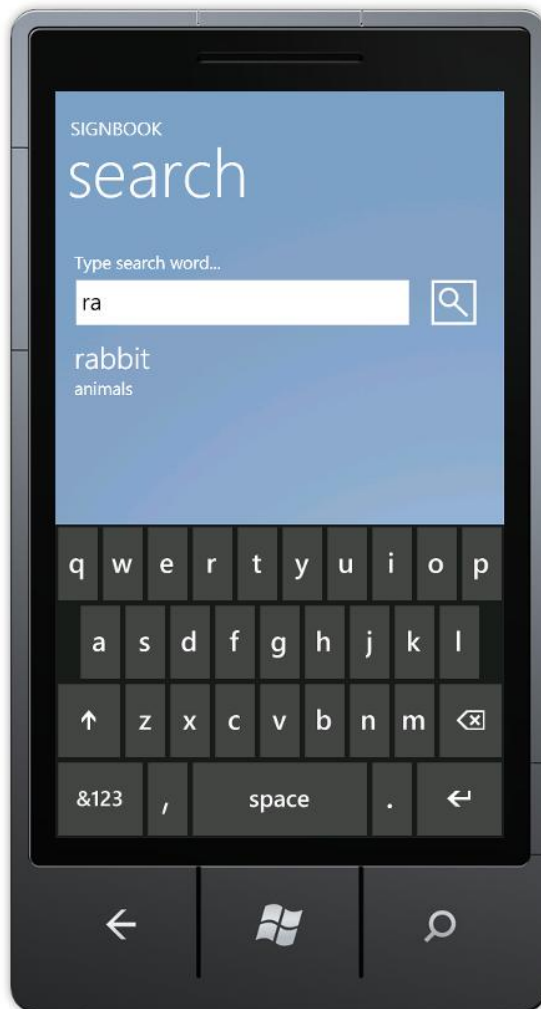 SIGNBOOK
search
Type search word...
ra
rabbit
animals
q w e r t y u i o p
a s d f g h j k l
z x c v b n m
&123 , space .